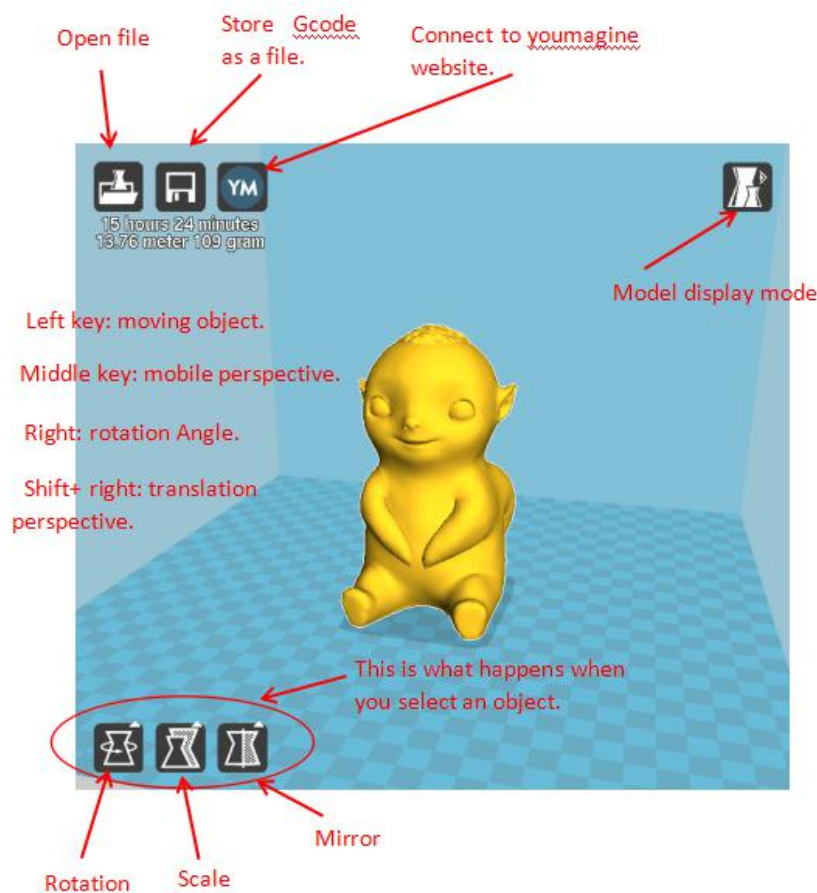 Open file
Store Gcode
as a file.
Connect to youmagine
website.
YM
15 hours 24 minutes
13.76 meter 109 gram
Model display mode
Left key: moving object.
Middle key: mobile perspective.
Right: rotation Angle.
Shift+ right: translation
perspective.
This is what happens when
you select an object.
Mirror
Rotation
Scale